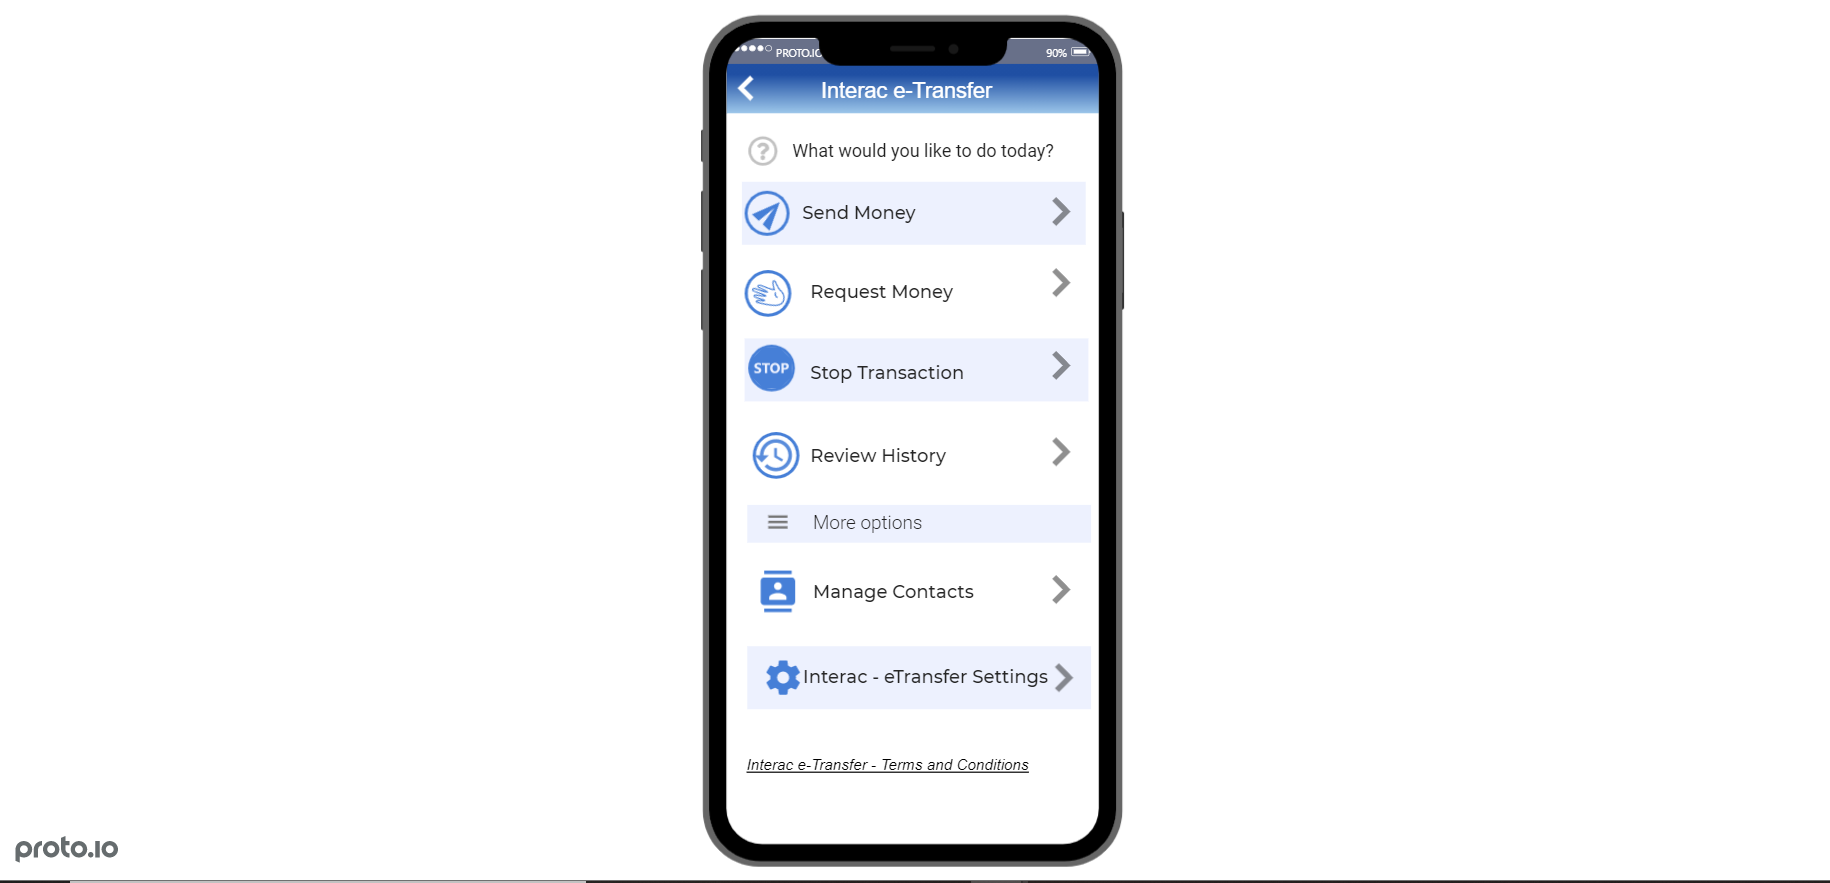 PROTO.IO
90%
Interac e-Transfer
What would you like to do today?
Send Money
Request Money
STOP
Stop Transaction
Review History
More options
Manage Contacts
Interac - eTransfer Settings
Interac e-Transfer - Terms and Conditions
proto.io